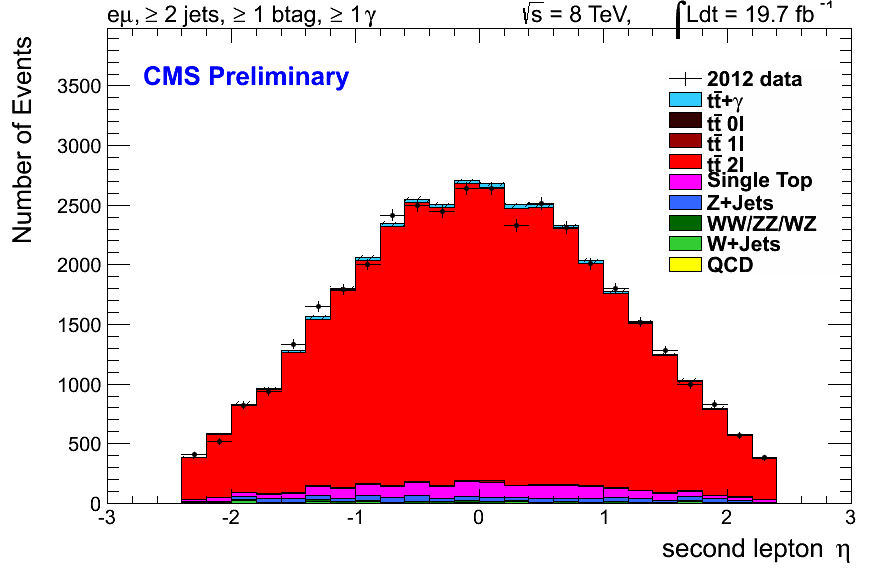 eμ, ≥ 2 jets, ≥ 1 btag, ≥ 1 γ √s = 8 TeV, ∫Ldt = 19.7 fb⁻¹
CMS Preliminary
2012 data
tt̄+γ
tt̄ 0l
tt̄ 1l
tt̄ 2l
Single Top
Z+Jets
WW/ZZ/WZ
W+Jets
QCD
Number of Events
3500
3000
2500
2000
1500
1000
500
0
-3 -2 -1 0 1 2 3
second lepton η